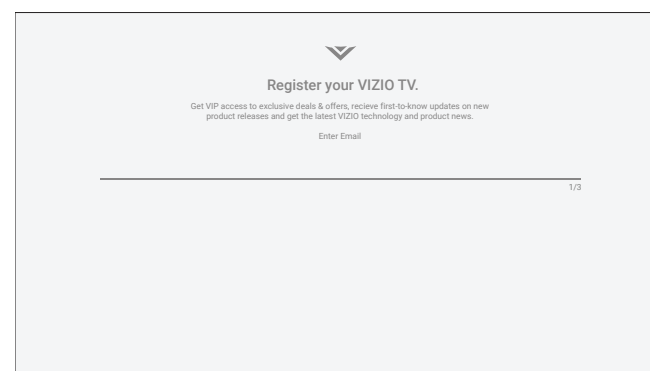 Register your VIZIO TV.
Get VIP access to exclusive deals & offers, recieve first-to-know updates on new
product releases and get the latest VIZIO technology and product news.
Enter Email
1/3